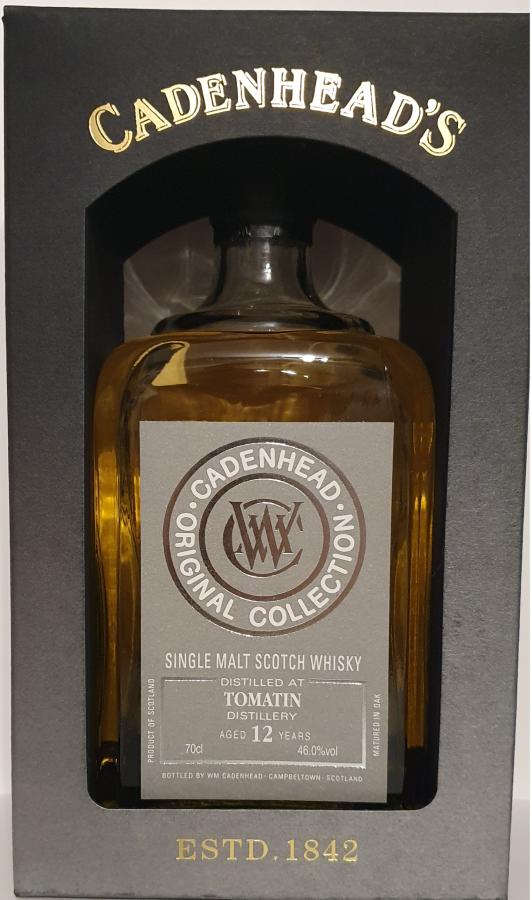 CADENHEAD'S
·CADENHEAD·
ORIGINAL COLLECTION
WC
SINGLE MALT SCOTCH WHISKY
DISTILLED AT
TOMATIN
DISTILLERY
AGED 12 YEARS
70cl 46.0%vol
PRODUCT OF SCOTLAND
MATURED IN OAK
BOTTLED BY WM CADENHEAD · CAMPBELTOWN · SCOTLAND
ESTD.1842